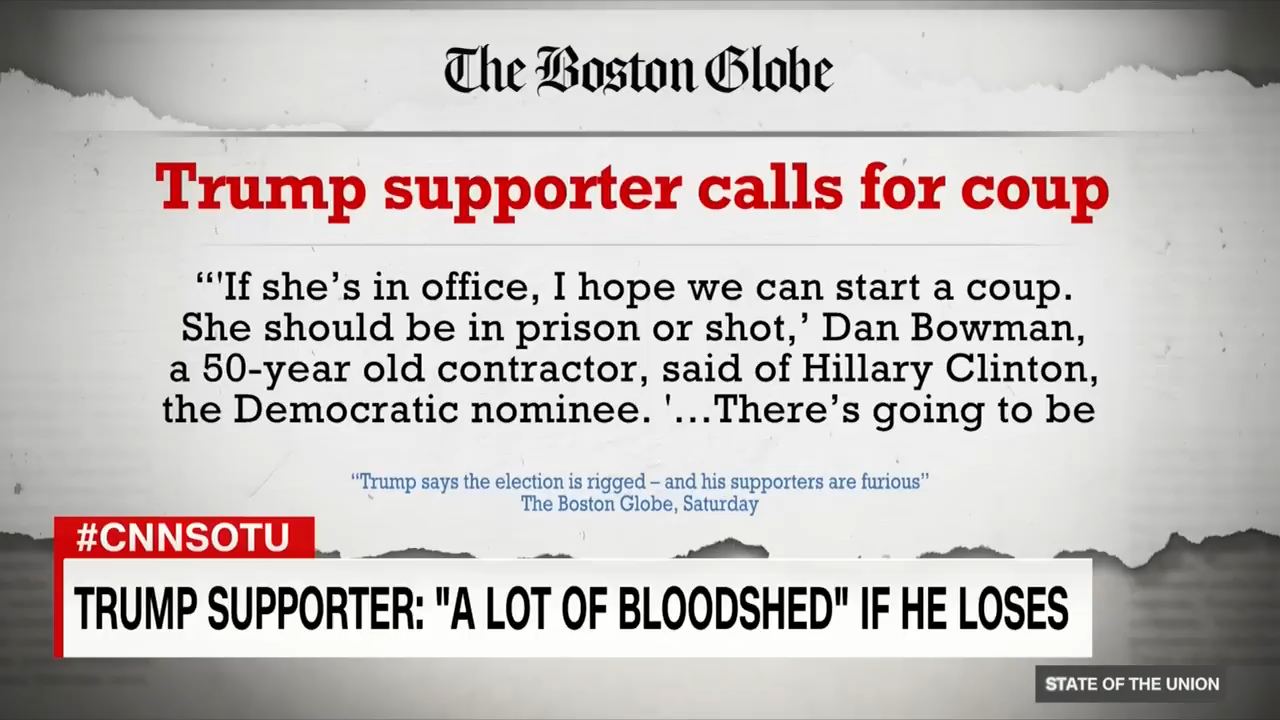 The Boston Globe
Trump supporter calls for coup
“'If she’s in office, I hope we can start a coup.
She should be in prison or shot,’ Dan Bowman,
a 50-year old contractor, said of Hillary Clinton,
the Democratic nominee. '...There’s going to be
“Trump says the election is rigged – and his supporters are furious”
The Boston Globe, Saturday
#CNNSOTU
TRUMP SUPPORTER: "A LOT OF BLOODSHED" IF HE LOSES
STATE OF THE UNION